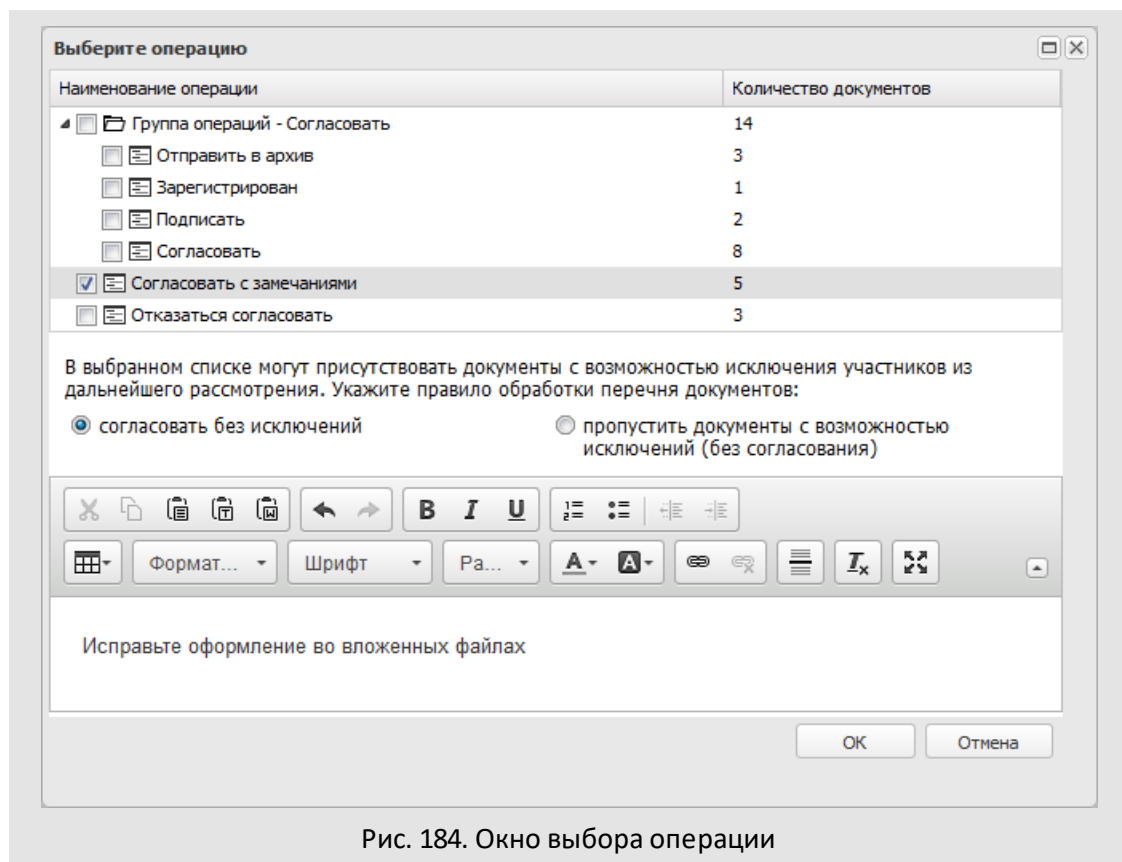 Выберите операцию
Наименование операции Количество документов
Группа операций - Согласовать 14
Отправить в архив 3
Зарегистрирован 1
Подписать 2
Согласовать 8
Согласовать с замечаниями 5
Отказаться согласовать 3
В выбранном списке могут присутствовать документы с возможностью исключения участников из
дальнейшего рассмотрения. Укажите правило обработки перечня документов:
согласовать без исключений пропустить документы с возможностью
исключений (без согласования)
B I U
Формат... Шрифт Ра... A A Tx
Исправьте оформление во вложенных файлах
ОК Отмена
Рис. 184. Окно выбора операции